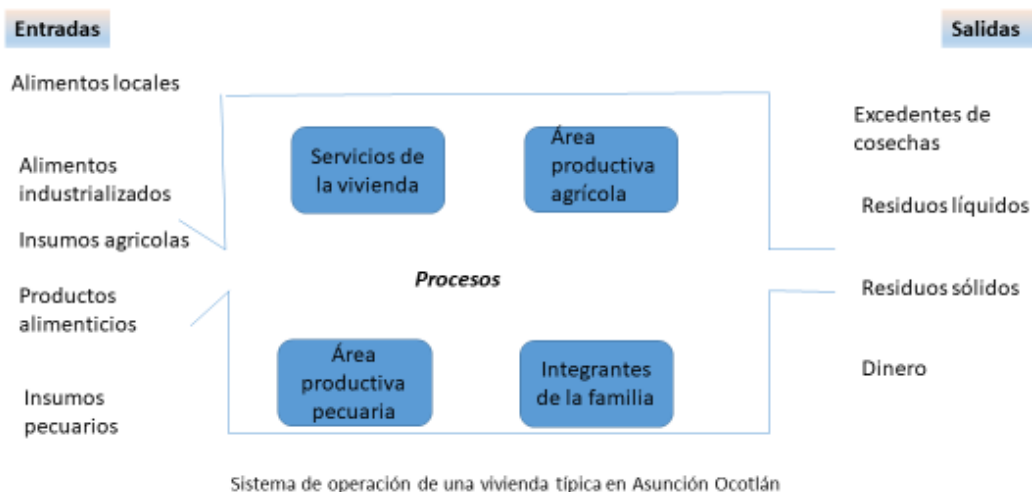 Entradas
Salidas
Alimentos locales
Alimentos
industrializados
Insumos agricolas
Productos
alimenticios
Insumos
pecuarios
Servicios de
la vivienda
Área
productiva
agrícola
Procesos
Área
productiva
pecuaria
Integrantes
de la familia
Excedentes de
cosechas
Residuos líquidos
Residuos sólidos
Dinero
Sistema de operación de una vivienda típica en Asunción Ocotlán